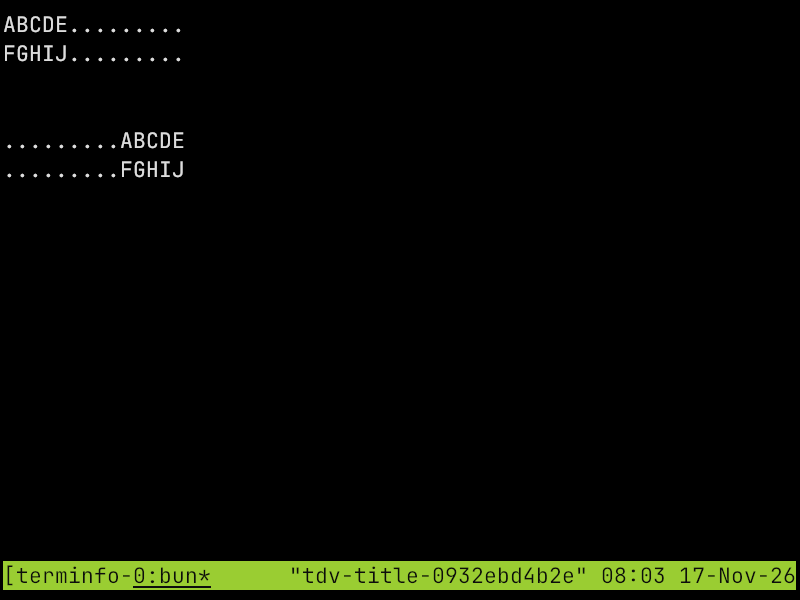 ABCDE.........
FGHIJ.........
.........ABCDE
.........FGHIJ
[terminfo-0:bun*      "tdv-title-0932ebd4b2e" 08:03 17-Nov-26